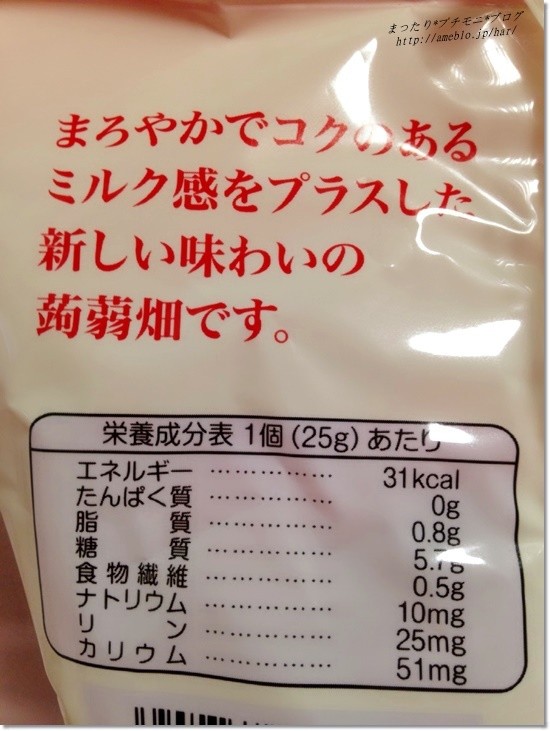 まったり*プチモニ*ブログ
http://ameblo.jp/har/
まろやかでコクのある
ミルク感をプラスした
新しい味わいの
蒟蒻畑です。
栄養成分表 1個(25g)あたり
エネルギー …………… 31kcal
たんぱく質 …………… 0g
脂質 …………… 0.8g
糖質 …………… 5.7g
食物繊維 …………… 0.5g
ナトリウム …………… 10mg
リン …………… 25mg
カリウム …………… 51mg